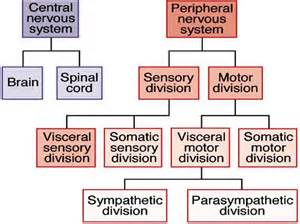 Central
nervous
system
Peripheral
nervous
system
Brain
Spinal
cord
Sensory
division
Motor
division
Visceral
sensory
division
Somatic
sensory
division
Visceral
motor
division
Somatic
motor
division
Sympathetic
division
Parasympathetic
division